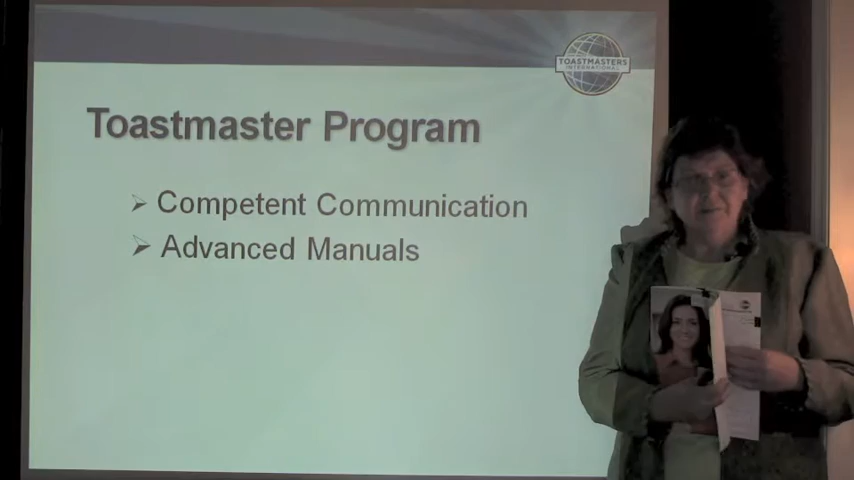 TOASTMASTERS
INTERNATIONAL
Toastmaster Program
➢ Competent Communication
➢ Advanced Manuals